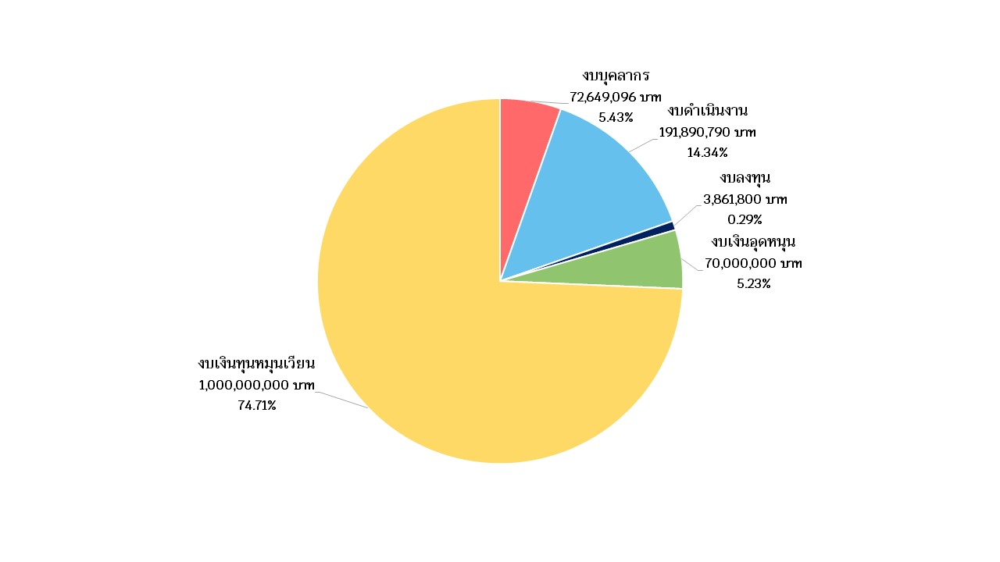 งบบุคลากร
72,649,096 บาท
5.43%
งบดำเนินงาน
191,890,790 บาท
14.34%
งบลงทุน
3,861,800 บาท
0.29%
งบเงินอุดหนุน
70,000,000 บาท
5.23%
งบเงินทุนหมุนเวียน
1,000,000,000 บาท
74.71%